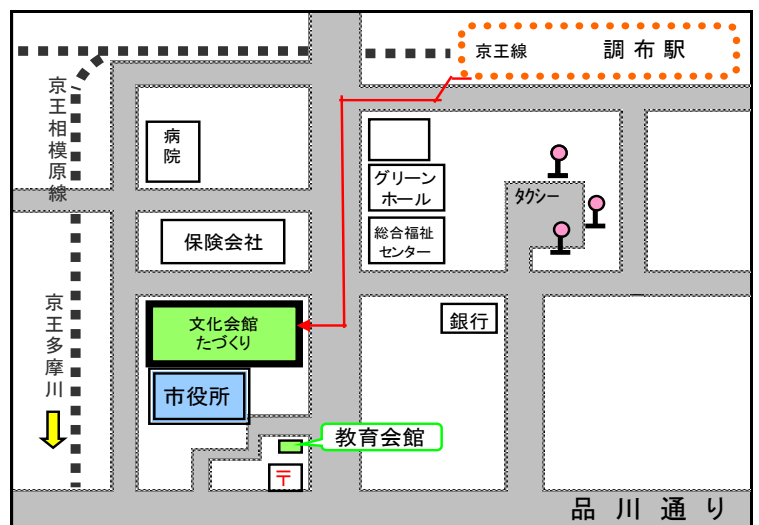 京王線
調布駅
京王相模原線
病院
グリーン
ホール
タクシー
保険会社
総合福祉
センター
京王多摩川
文化会館
たづくり
銀行
市役所
教育会館
〒
品川通り